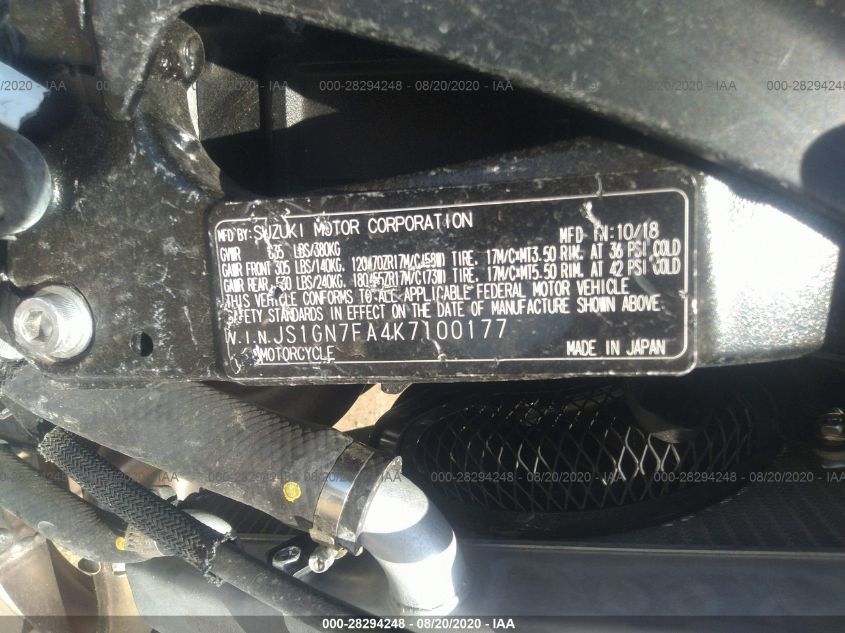 000-28294248 - 08/20/2020 - IAA
MFD BY: SUZUKI MOTOR CORPORATION MFD IN: 10/18
GVWR 835 LBS/380KG
GAWR FRONT 305 LBS/140KG, 120/70ZR17M/C(58W) TIRE, 17M/C×MT3.50 RIM, AT 36 PSI COLD
GAWR REAR 530 LBS/240KG, 180/55ZR17M/C(73W) TIRE, 17M/C×MT5.50 RIM, AT 42 PSI COLD
THIS VEHICLE CONFORMS TO ALL APPLICABLE FEDERAL MOTOR VEHICLE
SAFETY STANDARDS IN EFFECT ON THE DATE OF MANUFACTURE SHOWN ABOVE.
V.I.N. JS1GN7FA4K7100177
MOTORCYCLE MADE IN JAPAN
000-28294248 - 08/20/2020 - IAA
000-28294248 - 08/20/2020 - IAA